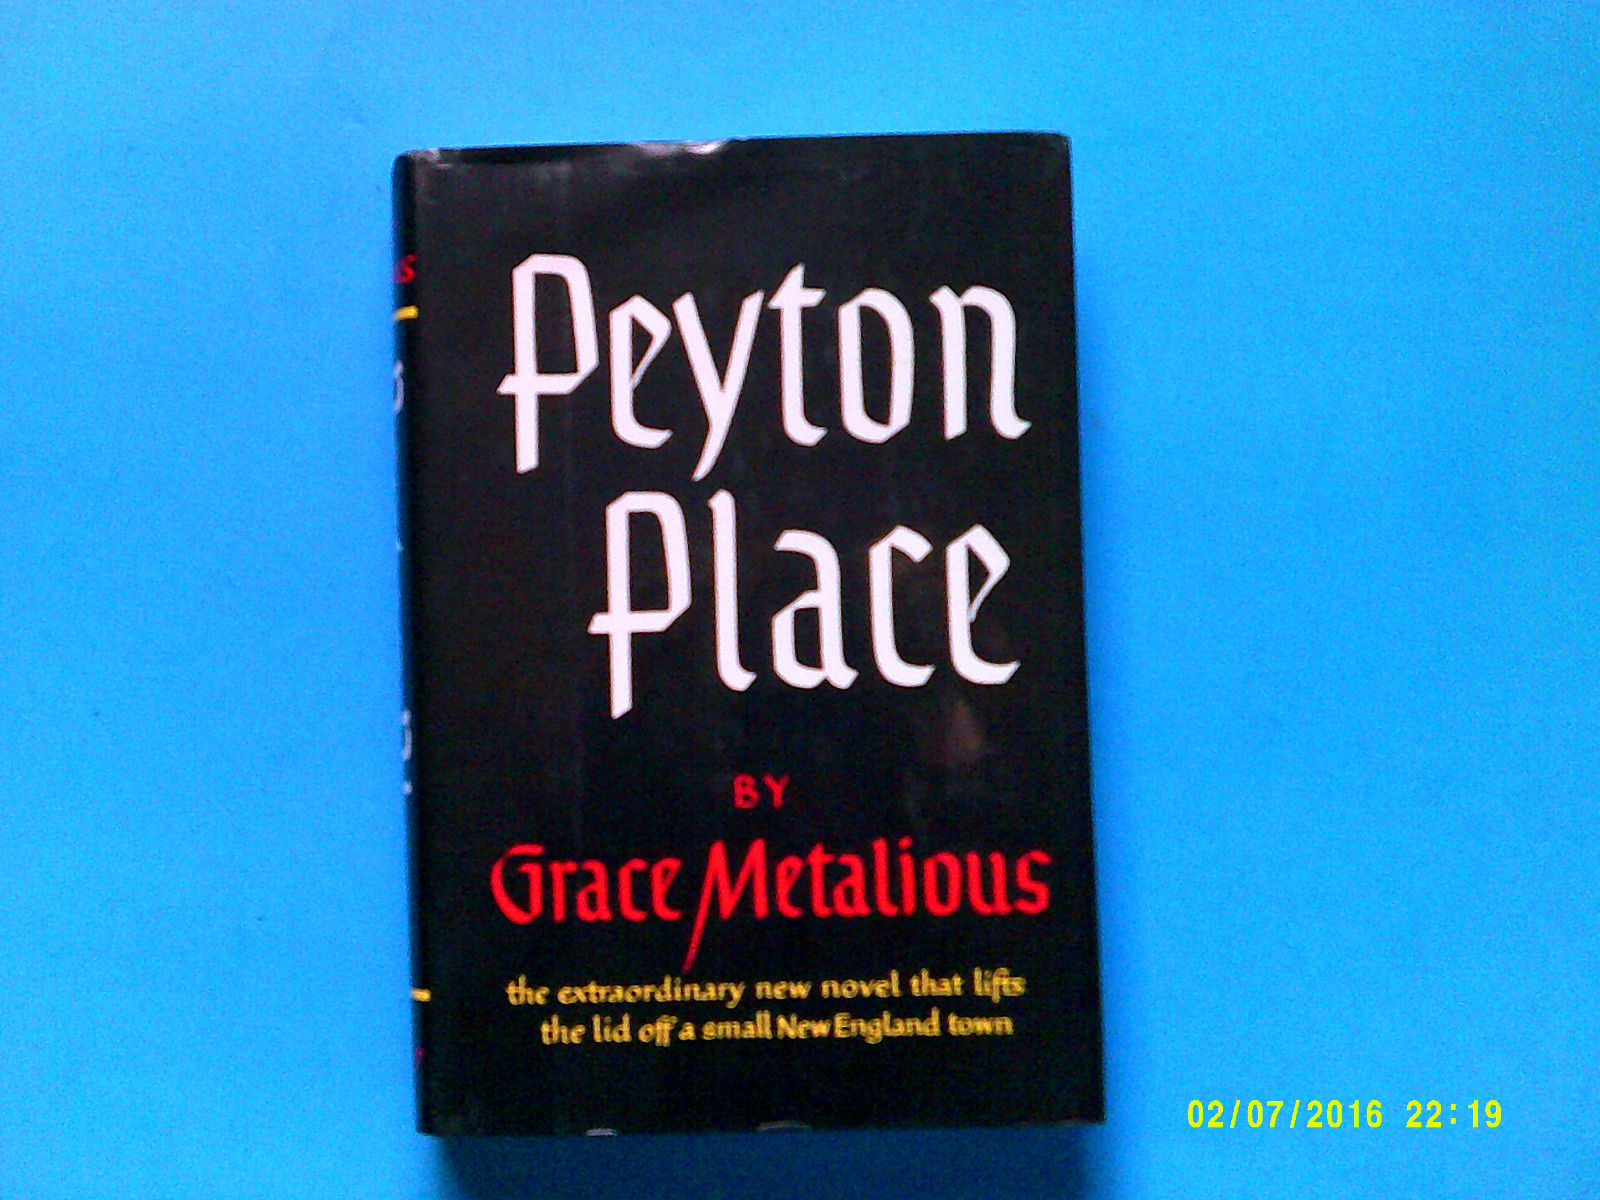 Peyton
Place
BY
Grace Metalious
the extraordinary new novel that lifts
the lid off a small New England town
02/07/2016 22:19